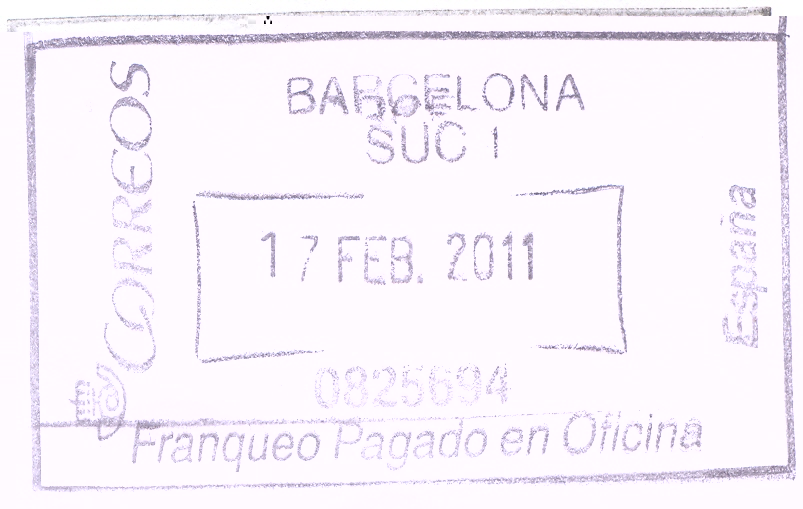 BARCELONA
SUC 1
CORREOS
17 FEB. 2011
España
0825694
Franqueo Pagado en Oficina